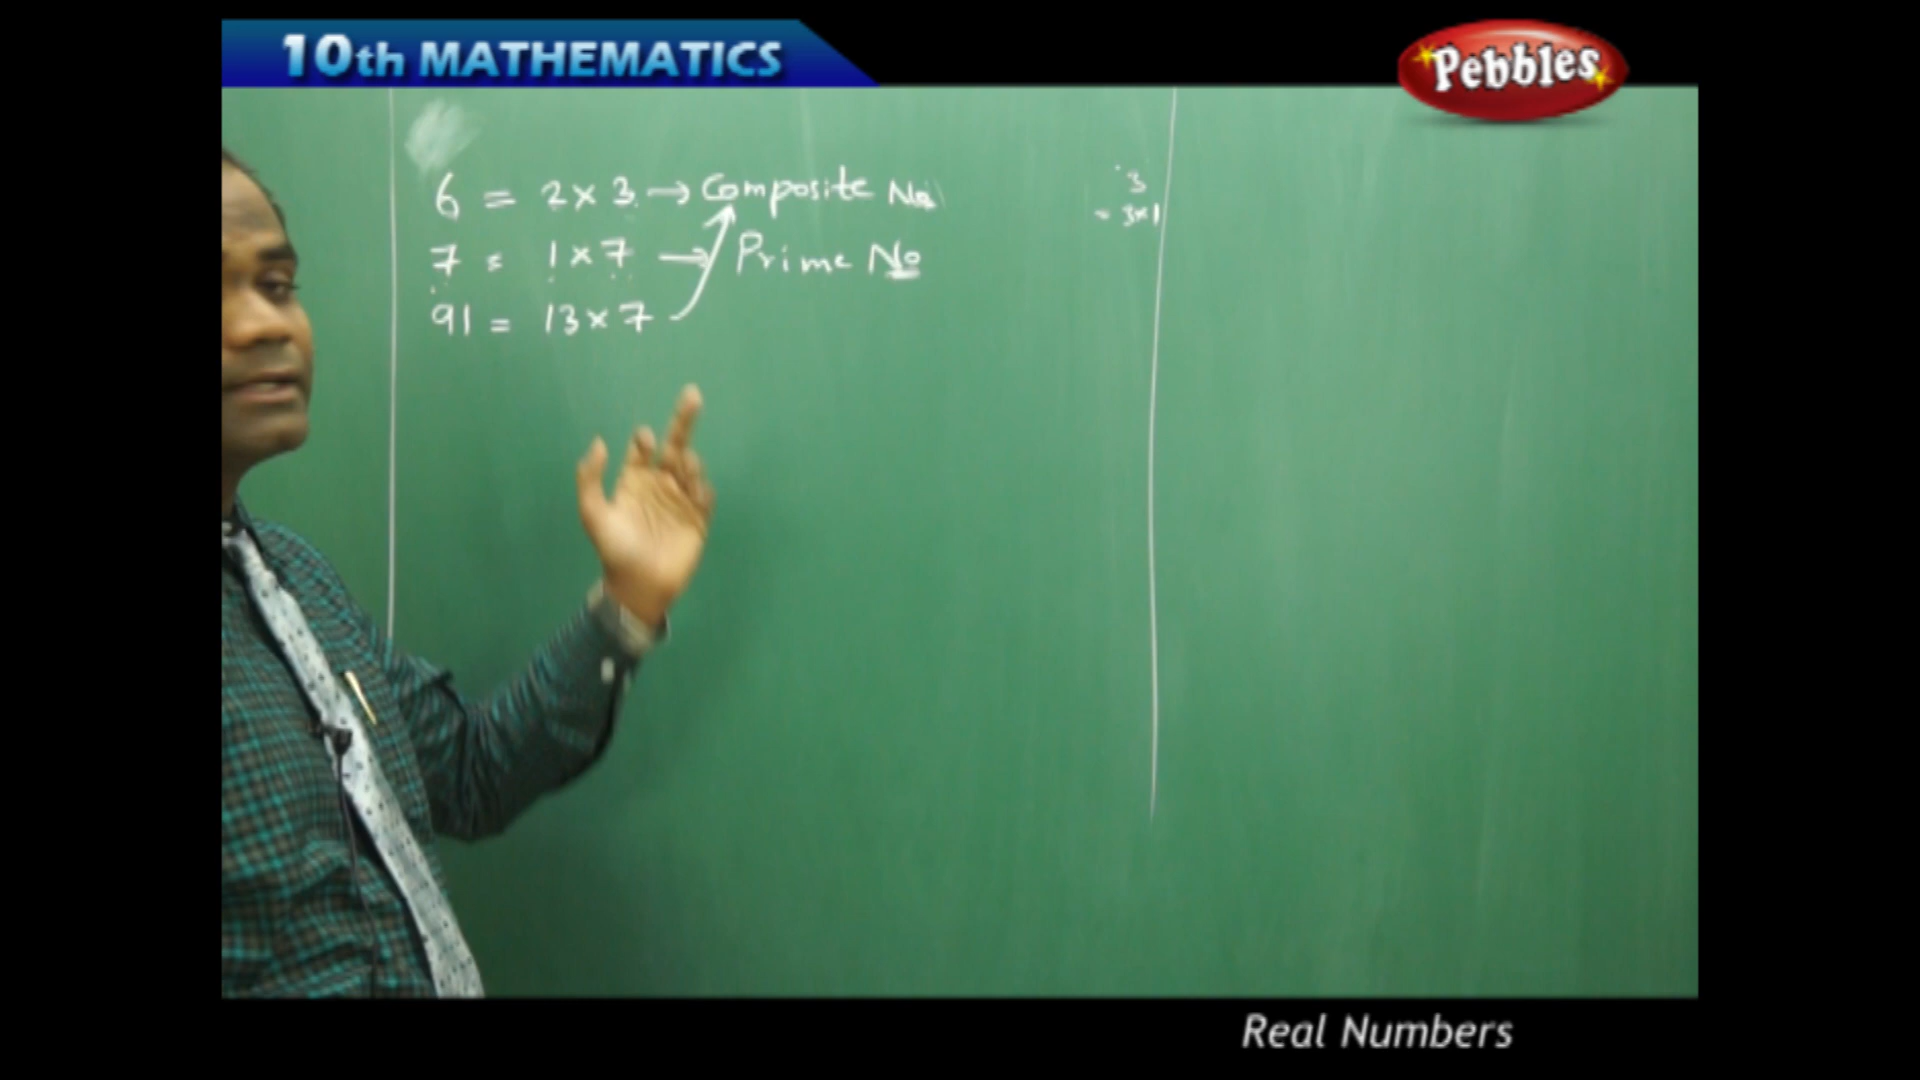 10th MATHEMATICS
Pebbles
6 = 2 × 3 → Composite No
7 = 1 × 7 → Prime No
91 = 13 × 7
3
= 3×1
Real Numbers